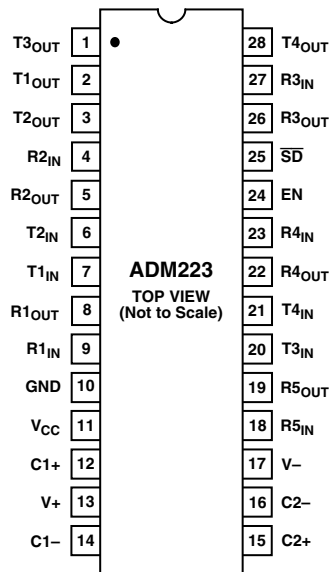 T3OUT 1 28 T4OUT
T1OUT 2 27 R3IN
T2OUT 3 26 R3OUT
R2IN 4 25 S̅D̅
R2OUT 5 24 EN
T2IN 6 23 R4IN
T1IN 7 ADM223 22 R4OUT
R1OUT 8 TOP VIEW 21 T4IN
(Not to Scale)
R1IN 9 20 T3IN
GND 10 19 R5OUT
VCC 11 18 R5IN
C1+ 12 17 V–
V+ 13 16 C2–
C1– 14 15 C2+